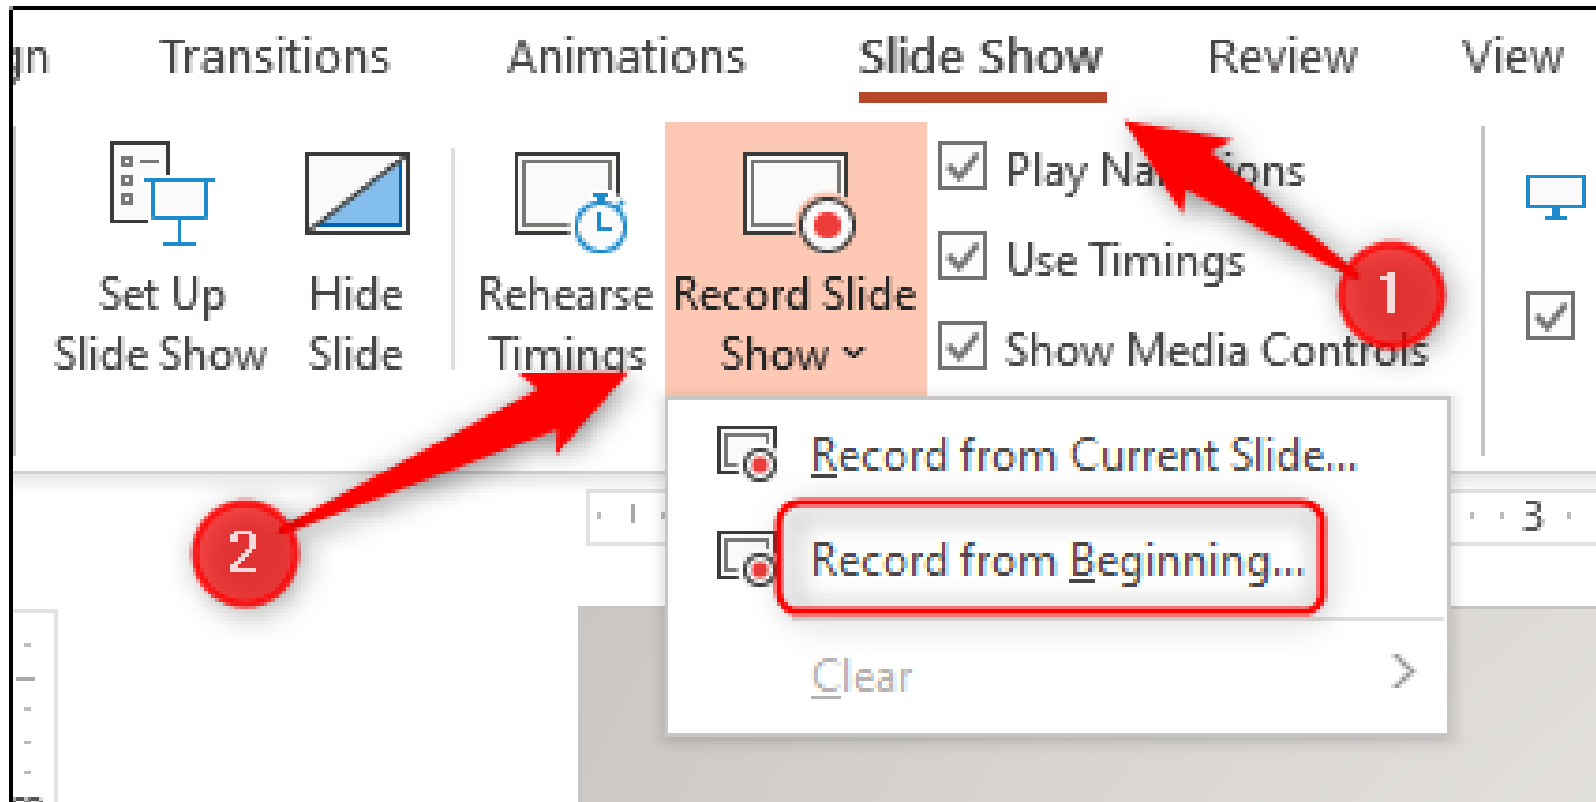 gn Transitions Animations Slide Show Review View
Set Up
Slide Show
Hide
Slide
Rehearse
Timings
Record Slide
Show
Play Na ions
Use Timings
Show Media Controls
1
2
Record from Current Slide...
Record from Beginning...
Clear
1
3